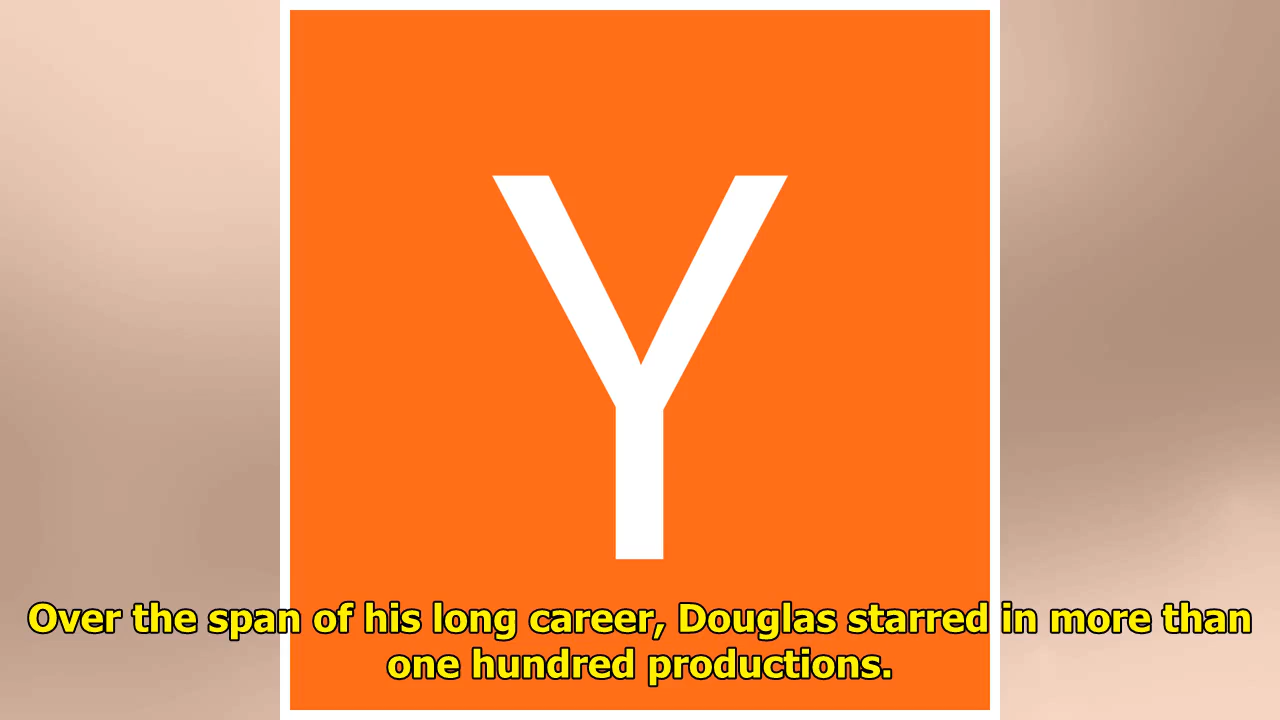 Y
Over the span of his long career, Douglas starred in more than
one hundred productions.